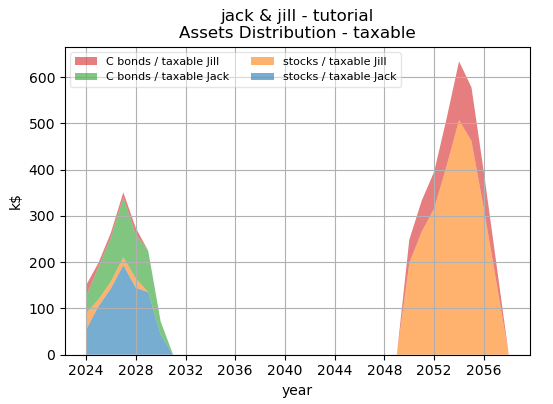 jack & jill - tutorial
Assets Distribution - taxable
C bonds / taxable Jill
C bonds / taxable Jack
stocks / taxable Jill
stocks / taxable Jack
k$
600
500
400
300
200
100
0
2024 2028 2032 2036 2040 2044 2048 2052 2056
year